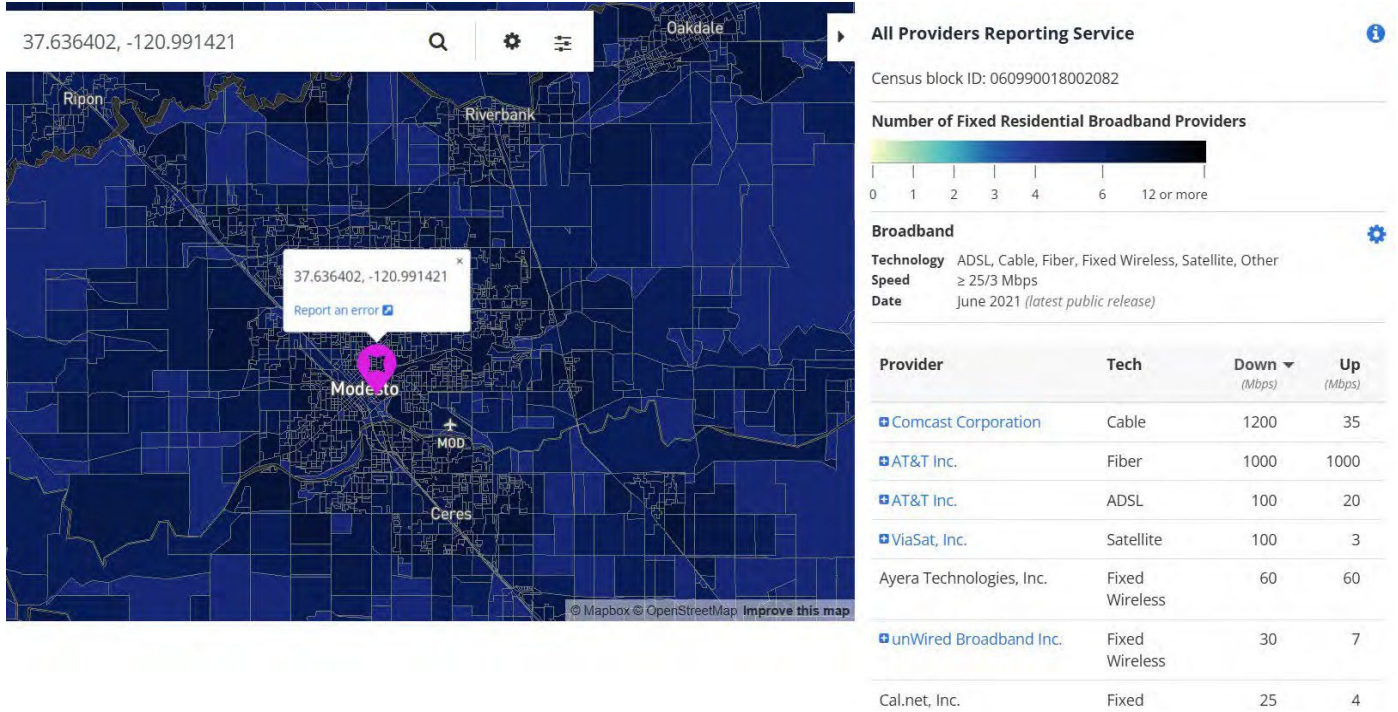 37.636402, -120.991421
Oakdale
Ripon
Riverbank
37.636402, -120.991421
×
Report an error
Modesto
MOD
Ceres
© Mapbox © OpenStreetMap Improve this map
All Providers Reporting Service
Census block ID: 060990018002082
Number of Fixed Residential Broadband Providers
0 1 2 3 4 6 12 or more
Broadband
Technology ADSL, Cable, Fiber, Fixed Wireless, Satellite, Other
Speed ≥ 25/3 Mbps
Date June 2021 (latest public release)
Provider Tech Down Up
(Mbps) (Mbps)
Comcast Corporation Cable 1200 35
AT&T Inc. Fiber 1000 1000
AT&T Inc. ADSL 100 20
ViaSat, Inc. Satellite 100 3
Ayera Technologies, Inc. Fixed 60 60
Wireless
unWired Broadband Inc. Fixed 30 7
Wireless
Cal.net, Inc. Fixed 25 4